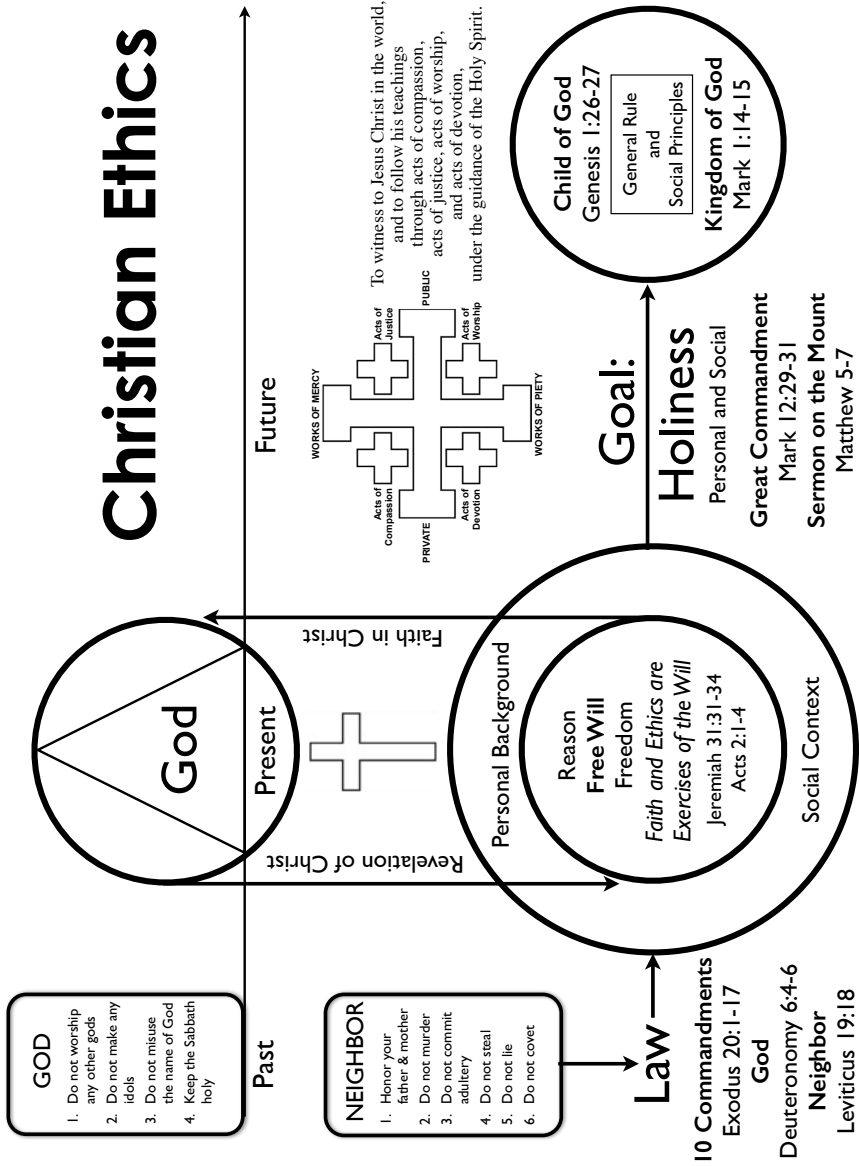 Christian Ethics
GOD
1. Do not worship
any other gods
2. Do not make any
idols
3. Do not misuse
the name of God
4. Keep the Sabbath
holy
God
Past
Present
Future
NEIGHBOR
1. Honor your
father & mother
2. Do not murder
3. Do not commit
adultery
4. Do not steal
5. Do not lie
6. Do not covet
Revelation of Christ
Faith in Christ
WORKS OF MERCY
Acts of
Compassion
Acts of
Justice
PRIVATE
PUBLIC
Acts of
Devotion
Acts of
Worship
WORKS OF PIETY
To witness to Jesus Christ in the world,
and to follow his teachings
through acts of compassion,
acts of justice, acts of worship,
and acts of devotion,
under the guidance of the Holy Spirit.
Law
10 Commandments
Exodus 20:1-17
God
Deuteronomy 6:4-6
Neighbor
Leviticus 19:18
Personal Background
Reason
Free Will
Freedom
Faith and Ethics are
Exercises of the Will
Jeremiah 31:31-34
Acts 2:1-4
Social Context
Goal:
Holiness
Personal and Social
Great Commandment
Mark 12:29-31
Sermon on the Mount
Matthew 5-7
Child of God
Genesis 1:26-27
General Rule
and
Social Principles
Kingdom of God
Mark 1:14-15